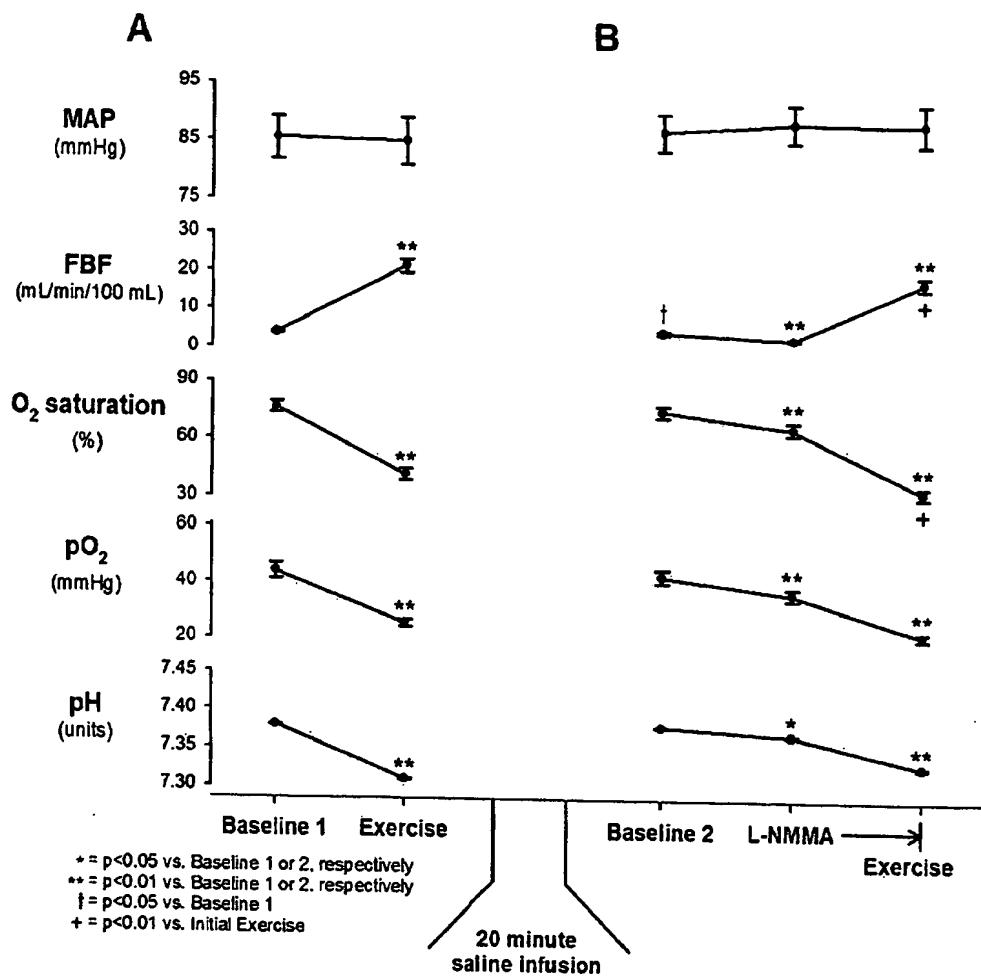 A
B
MAP
(mmHg)
95
85
75
FBF
(mL/min/100 mL)
30
20
10
0
**
†
**
**
+
O2 saturation
(%)
90
60
30
**
**
**
+
pO2
(mmHg)
60
40
20
**
**
**
pH
(units)
7.45
7.40
7.35
7.30
**
*
**
Baseline 1
Exercise
Baseline 2
L-NMMA
Exercise
* = p<0.05 vs. Baseline 1 or 2, respectively
** = p<0.01 vs. Baseline 1 or 2. respectively
† = p<0.05 vs. Baseline 1
+ = p<0.01 vs. Initial Exercise
20 minute
saline infusion